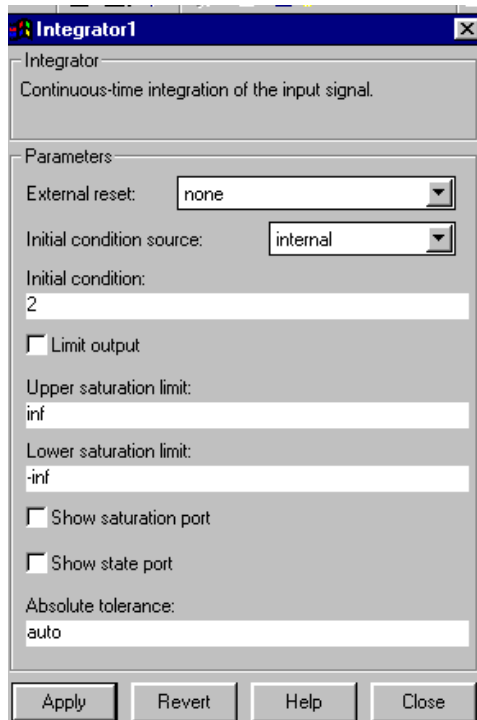 Integrator1
Integrator
Continuous-time integration of the input signal.
Parameters
External reset: none
Initial condition source: internal
Initial condition:
2
Limit output
Upper saturation limit:
inf
Lower saturation limit:
-inf
Show saturation port
Show state port
Absolute tolerance:
auto
Apply Revert Help Close